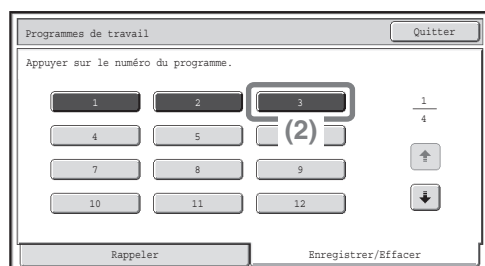 Programmes de travail Quitter
Appuyer sur le numéro du programme.
1 2 3 1
4 5 (2) 4
7 8 9
10 11 12
Rappeler Enregistrer/Effacer